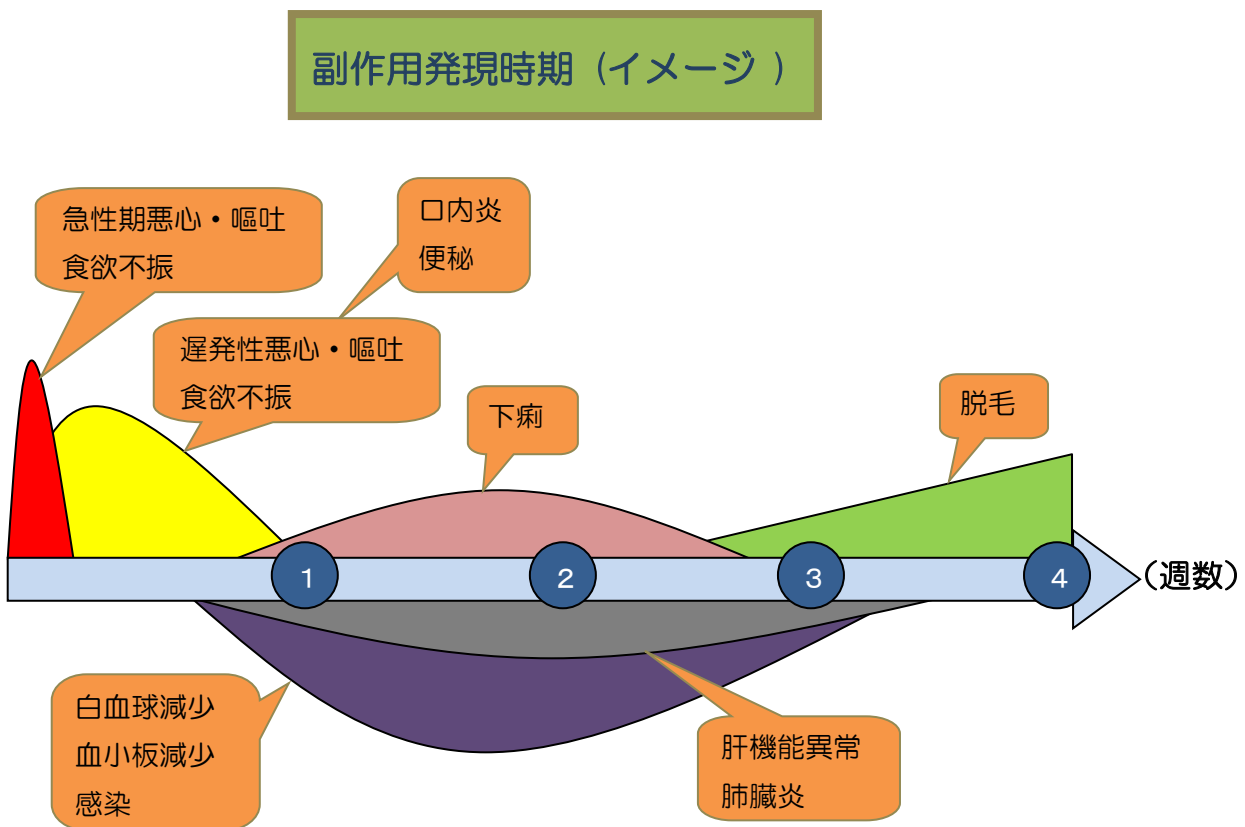 副作用発現時期（イメージ ）
急性期悪心・嘔吐
食欲不振
口内炎
便秘
遅発性悪心・嘔吐
食欲不振
下痢
脱毛
1
2
3
4
（週数）
白血球減少
血小板減少
感染
肝機能異常
肺臓炎